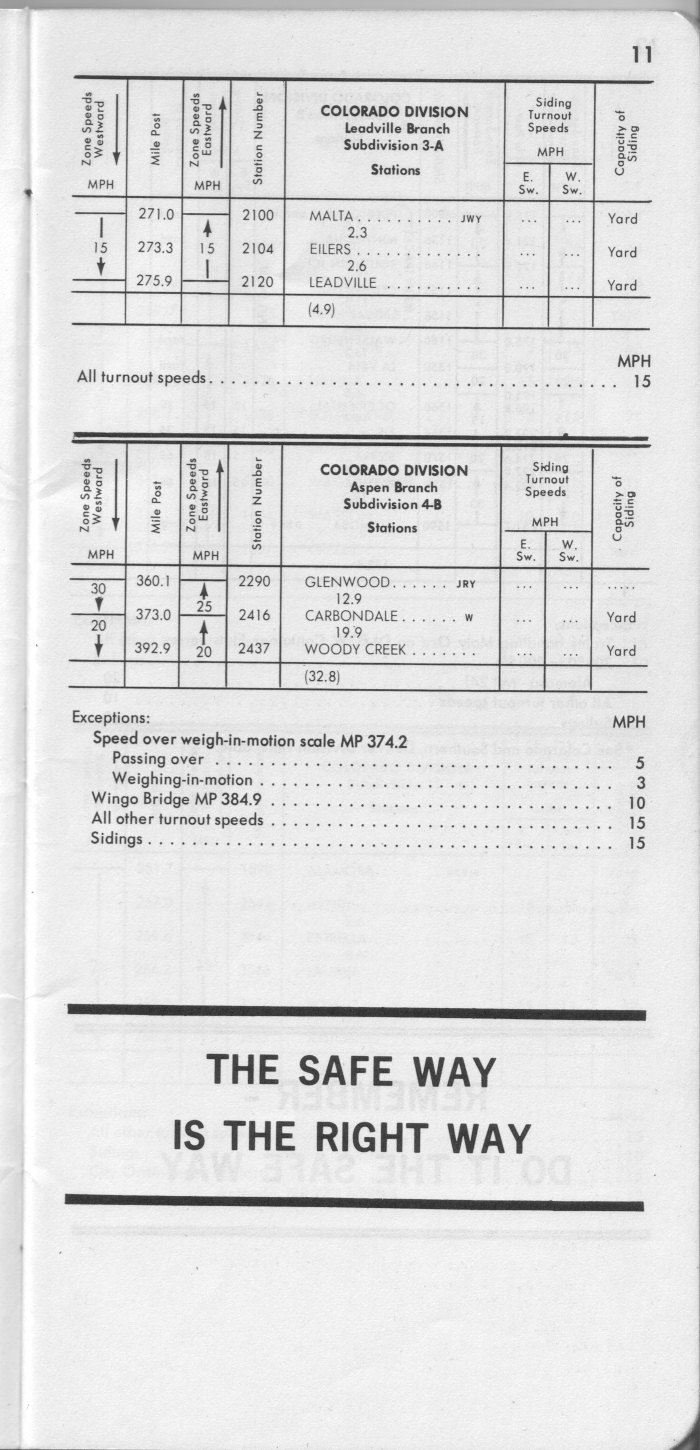 11
Zone Speeds Westward
MPH
Mile Post
Zone Speeds Eastward
MPH
Station Number
COLORADO DIVISION
Leadville Branch
Subdivision 3-A
Stations
Siding
Turnout
Speeds
MPH
E. Sw.
W. Sw.
Capacity of Siding
271.0 2100 MALTA . . . . . . . . . . JWY ... ... Yard
2.3
15 273.3 15 2104 EILERS . . . . . . . . . . . . ... ... Yard
2.6
275.9 2120 LEADVILLE . . . . . . . . . . ... ... Yard
(4.9)
MPH
All turnout speeds. . . . . . . . . . . . . . . . . . . . . . . . . . . . . . . . . . . . . 15
Zone Speeds Westward
MPH
Mile Post
Zone Speeds Eastward
MPH
Station Number
COLORADO DIVISION
Aspen Branch
Subdivision 4-B
Stations
Siding
Turnout
Speeds
MPH
E. Sw.
W. Sw.
Capacity of Siding
360.1 2290 GLENWOOD. . . . . . JRY ... ... .....
30 12.9
25
373.0 2416 CARBONDALE . . . . . . W ... ... Yard
20 19.9
392.9 20 2437 WOODY CREEK . . . . . . . Yard
(32.8)
Exceptions: MPH
Speed over weigh-in-motion scale MP 374.2
Passing over . . . . . . . . . . . . . . . . . . . . . . . . . . . . 5
Weighing-in-motion . . . . . . . . . . . . . . . . . . . . . . . . . 3
Wingo Bridge MP 384.9 . . . . . . . . . . . . . . . . . . . . . . . . 10
All other turnout speeds . . . . . . . . . . . . . . . . . . . . . . . . 15
Sidings . . . . . . . . . . . . . . . . . . . . . . . . . . . . . . . . . 15
THE SAFE WAY
IS THE RIGHT WAY